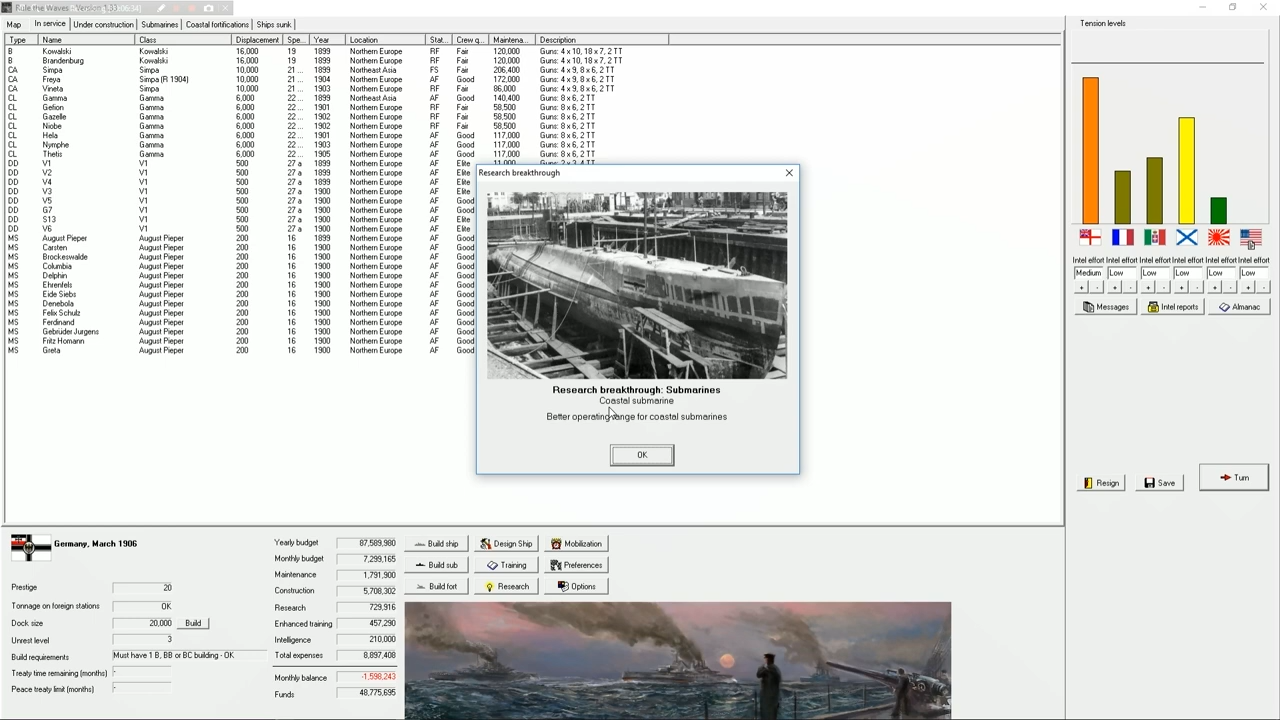 Rule the Waves - Version 1.33
Map In service Under construction Submarines Coastal fortifications Ships sunk
Type Name Class Displacement Spe... Year Location Stat... Crew q... Maintena... Description
B Kowalski Kowalski 16,000 19 1899 Northern Europe RF Fair 120,000 Guns: 4 x 10, 18 x 7, 2 TT
B Brandenburg Kowalski 16,000 19 1899 Northern Europe RF Fair 120,000 Guns: 4 x 10, 18 x 7, 2 TT
CA Simpa Simpa 10,000 21 ... 1899 Northeast Asia FS Fair 206,400 Guns: 4 x 9, 8 x 6, 2 TT
CA Freya Simpa (R 1904) 10,000 21 ... 1904 Northern Europe AF Good 172,000 Guns: 4 x 9, 8 x 6, 2 TT
CA Vineta Simpa 10,000 21 ... 1903 Northern Europe RF Fair 86,000 Guns: 4 x 9, 8 x 6, 2 TT
CL Gamma Gamma 6,000 22 ... 1899 Northeast Asia AF Good 140,400 Guns: 8 x 6, 2 TT
CL Gefion Gamma 6,000 22 ... 1901 Northern Europe RF Fair 58,500 Guns: 8 x 6, 2 TT
CL Gazelle Gamma 6,000 22 ... 1902 Northern Europe RF Fair 58,500 Guns: 8 x 6, 2 TT
CL Niobe Gamma 6,000 22 ... 1902 Northern Europe RF Fair 58,500 Guns: 8 x 6, 2 TT
CL Hela Gamma 6,000 22 ... 1901 Northern Europe AF Good 117,000 Guns: 8 x 6, 2 TT
CL Nymphe Gamma 6,000 22 ... 1903 Northern Europe AF Good 117,000 Guns: 8 x 6, 2 TT
CL Thetis Gamma 6,000 22 ... 1905 Northern Europe AF Good 117,000 Guns: 8 x 6, 2 TT
DD V1 V1 500 27 a 1899 Northern Europe AF Elite
DD V2 V1 500 27 a 1899 Northern Europe AF Elite
DD V4 V1 500 27 a 1899 Northern Europe AF Elite
DD V3 V1 500 27 a 1900 Northern Europe AF Elite
DD V5 V1 500 27 a 1900 Northern Europe AF Good
DD G7 V1 500 27 a 1900 Northern Europe AF Good
DD S13 V1 500 27 a 1900 Northern Europe AF Elite
DD V6 V1 500 27 a 1900 Northern Europe AF Elite
MS August Pieper August Pieper 200 16 1899 Northern Europe AF Good
MS Carsten August Pieper 200 16 1900 Northern Europe AF Good
MS Brockeswalde August Pieper 200 16 1900 Northern Europe AF Good
MS Columbia August Pieper 200 16 1900 Northern Europe AF Good
MS Delphin August Pieper 200 16 1900 Northern Europe AF Good
MS Ehrenfels August Pieper 200 16 1900 Northern Europe AF Good
MS Eide Siebs August Pieper 200 16 1900 Northern Europe AF Good
MS Denebola August Pieper 200 16 1900 Northern Europe AF Good
MS Felix Schulz August Pieper 200 16 1900 Northern Europe AF Good
MS Ferdinand August Pieper 200 16 1900 Northern Europe AF Good
MS Gebrüder Jurgens August Pieper 200 16 1900 Northern Europe AF Good
MS Fritz Homann August Pieper 200 16 1900 Northern Europe AF Good
MS Greta August Pieper 200 16 1900 Northern Europe AF Good
Research breakthrough
Research breakthrough: Submarines
Coastal submarine
Better operating range for coastal submarines
OK
Tension levels
Intel effort Intel effort Intel effort Intel effort Intel effort Intel effort
Medium Low Low Low Low Low
+ - + - + - + - + - + -
Messages Intel reports Almanac
Resign Save Turn
Germany, March 1906
Prestige 20
Tonnage on foreign stations OK
Dock size 20,000 Build
Unrest level 3
Build requirements Must have 1 B, BB or BC building - OK
Treaty time remaining (months) -
Peace treaty limit (months) -
Yearly budget 87,589,980
Monthly budget 7,299,165
Maintenance 1,791,900
Construction 5,708,302
Research 729,916
Enhanced training 457,290
Intelligence 210,000
Total expenses 8,897,408
Monthly balance -1,598,243
Funds 48,775,695
Build ship Design Ship Mobilization
Build sub Training Preferences
Build fort Research Options